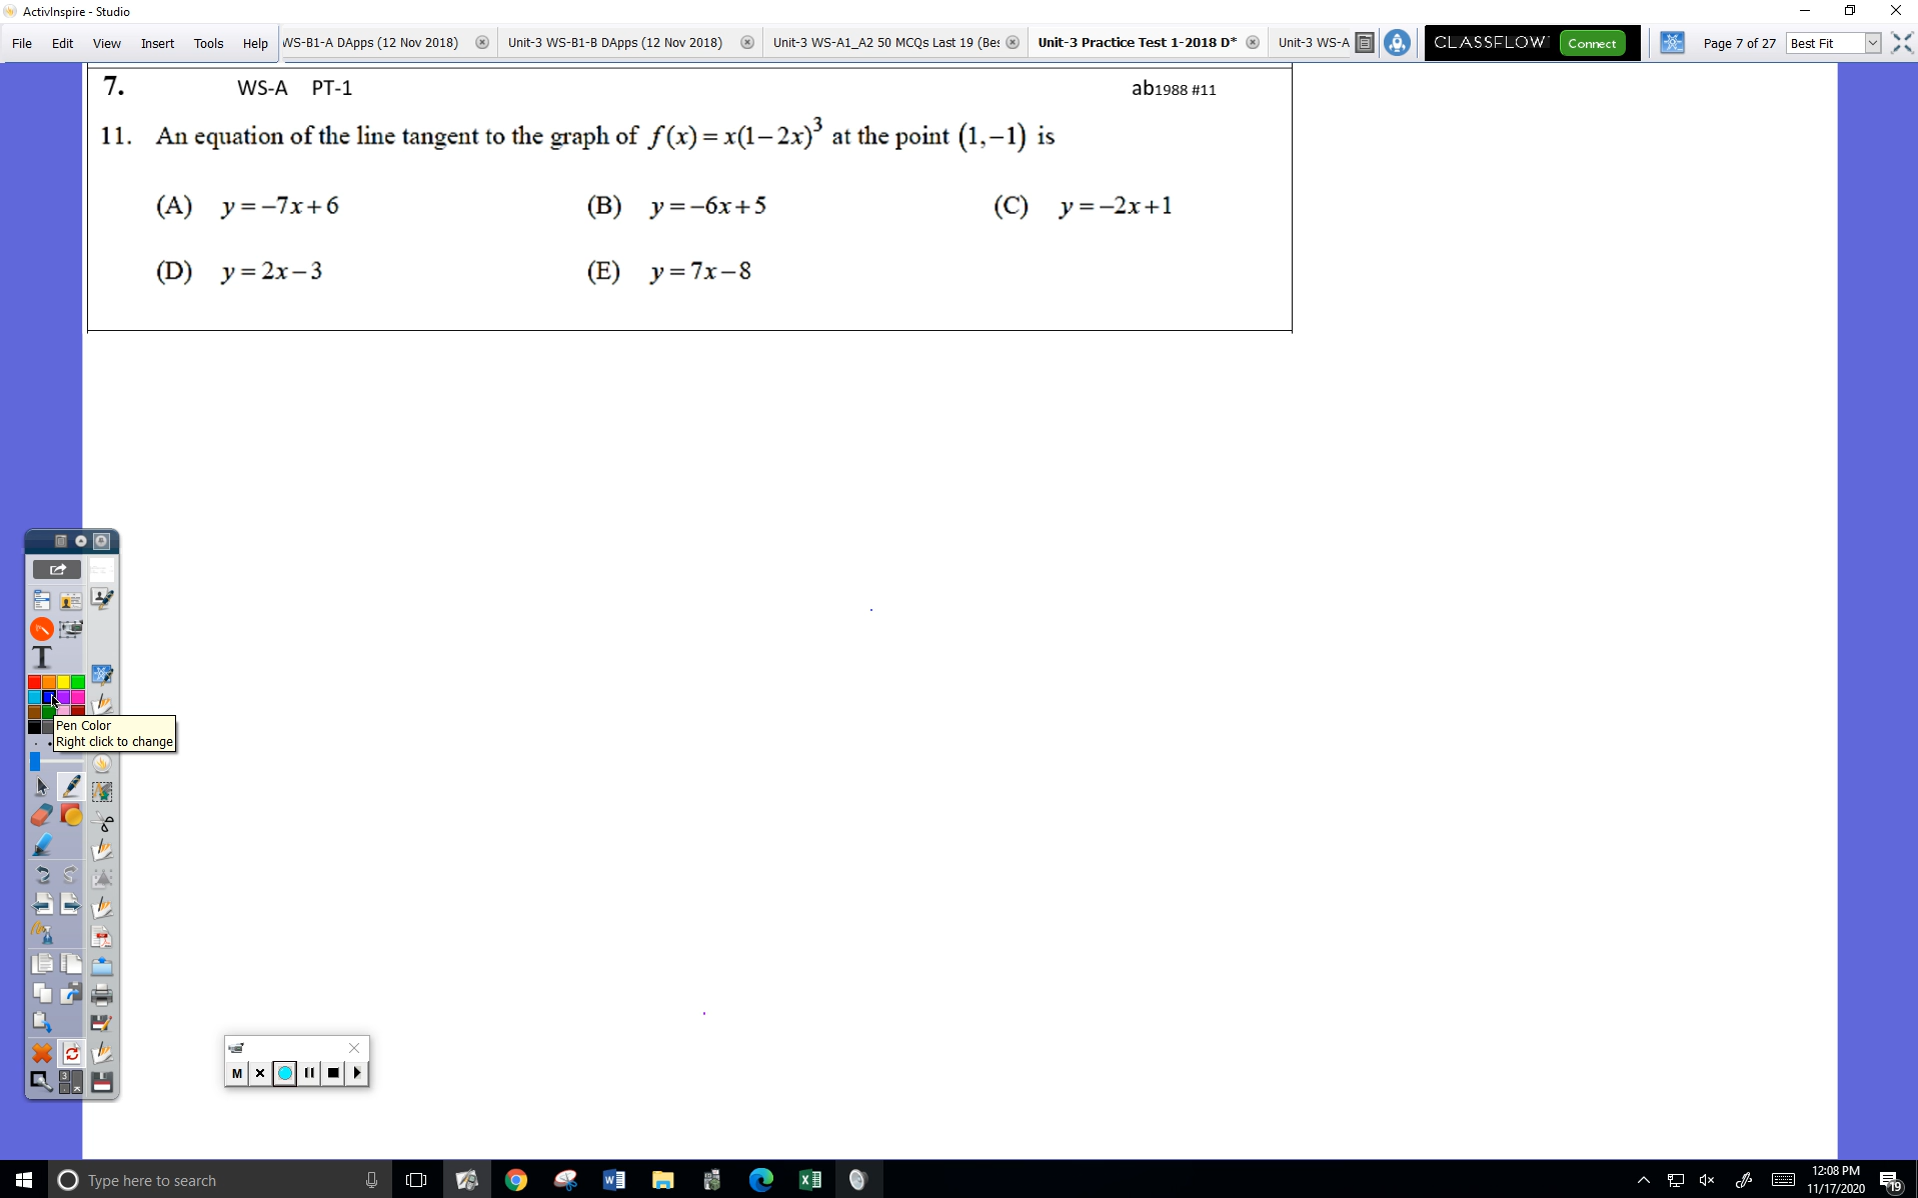 ActivInspire - Studio
File Edit View Insert Tools Help WS-B1-A DApps (12 Nov 2018) Unit-3 WS-B1-B DApps (12 Nov 2018) Unit-3 WS-A1_A2 50 MCQs Last 19 (Bes Unit-3 Practice Test 1-2018 D* Unit-3 WS-A CLASSFLOW Connect Page 7 of 27 Best Fit
7. WS-A PT-1 ab1988 #11
11. An equation of the line tangent to the graph of f(x)=x(1−2x)³ at the point (1,−1) is
(A) y=−7x+6 (B) y=−6x+5 (C) y=−2x+1
(D) y=2x−3 (E) y=7x−8
T
Pen Color
Right click to change
M
3
Type here to search
12:08 PM
11/17/2020
19